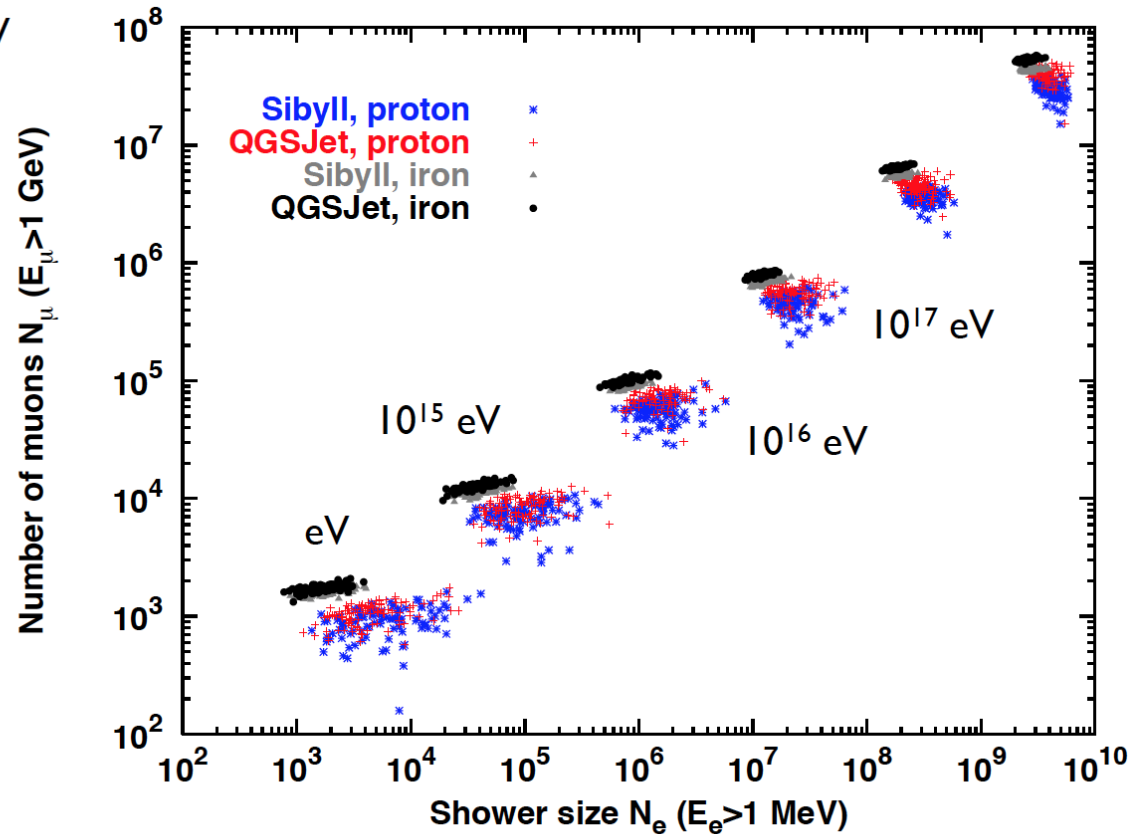 V
10⁸
10⁷
10⁶
10⁵
10⁴
10³
10²
Number of muons N_μ (E_μ>1 GeV)
Sibyll, proton
QGSJet, proton
Sibyll, iron
QGSJet, iron
10¹⁷ eV
10¹⁵ eV
10¹⁶ eV
eV
10² 10³ 10⁴ 10⁵ 10⁶ 10⁷ 10⁸ 10⁹ 10¹⁰
Shower size N_e (E_e>1 MeV)